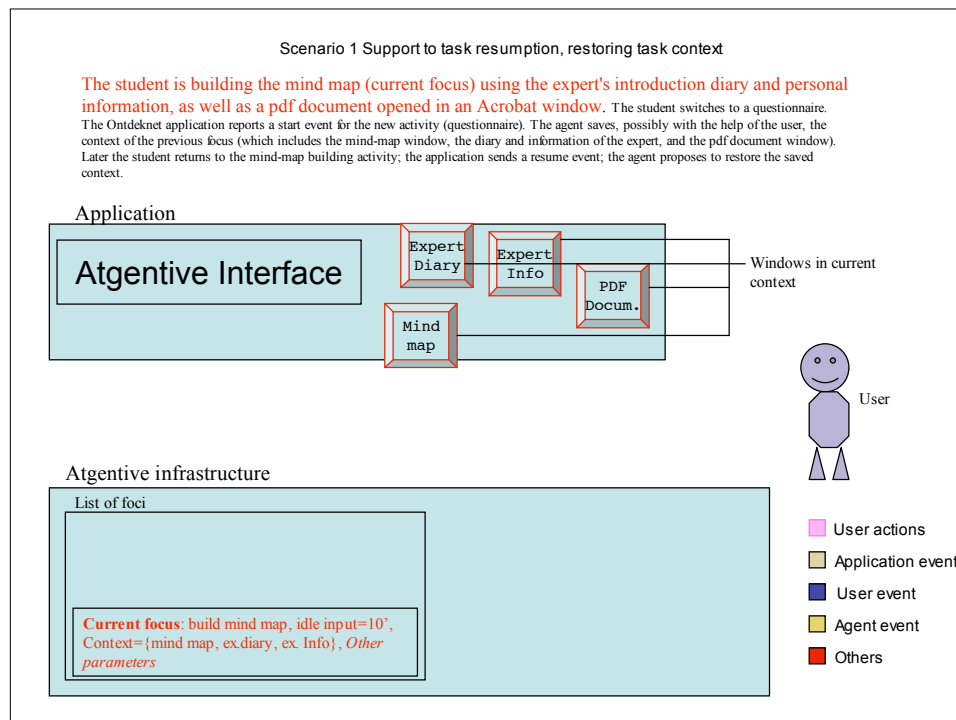 Scenario 1 Support to task resumption, restoring task context
The student is building the mind map (current focus) using the expert's introduction diary and personal
information, as well as a pdf document opened in an Acrobat window. The student switches to a questionnaire.
The Ontdeknet application reports a start event for the new activity (questionnaire). The agent saves, possibly with the help of the user, the
context of the previous focus (which includes the mind-map window, the diary and information of the expert, and the pdf document window).
Later the student returns to the mind-map building activity; the application sends a resume event; the agent proposes to restore the saved
context.
Application
Atgentive Interface
Expert
Diary
Expert
Info
PDF
Docum.
Mind
map
Windows in current
context
User
Atgentive infrastructure
List of foci
Current focus: build mind map, idle input=10’,
Context={mind map, ex.diary, ex. Info}, Other
parameters
User actions
Application event
User event
Agent event
Others